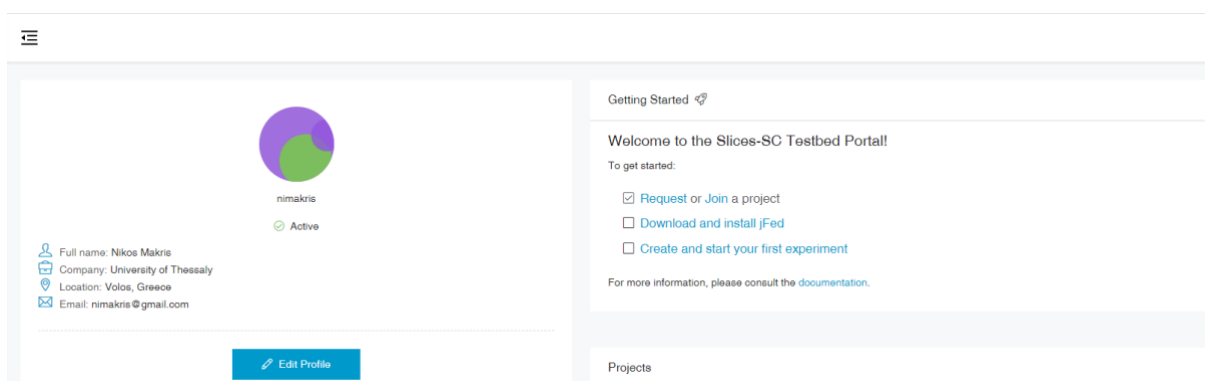 nimakris
Active
Full name: Nikos Makris
Company: University of Thessaly
Location: Volos, Greece
Email: nimakris@gmail.com
Edit Profile
Getting Started
Welcome to the Slices-SC Testbed Portal!
To get started:
Request or Join a project
Download and install jFed
Create and start your first experiment
For more information, please consult the documentation.
Projects